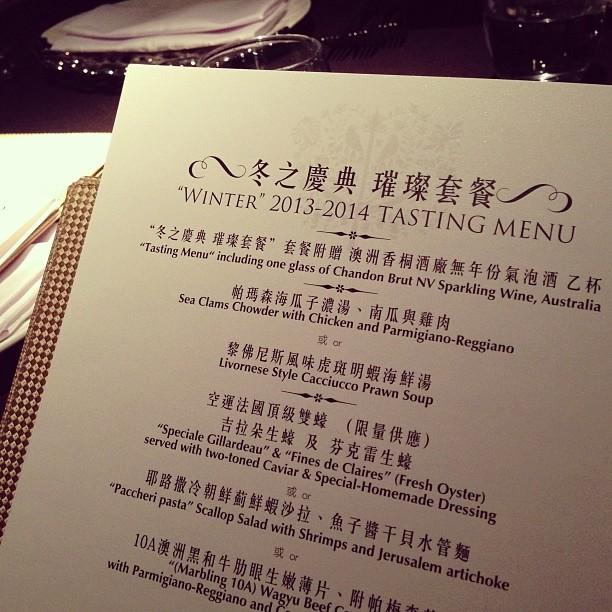 冬之慶典 璀璨套餐
"WINTER" 2013-2014 TASTING MENU
"冬之慶典 璀璨套餐" 套餐附贈 澳洲香桐酒廠無年份氣泡酒 乙杯
"Tasting Menu" including one glass of Chandon Brut NV Sparkling Wine, Australia
帕瑪森海瓜子濃湯、南瓜與雞肉
Sea Clams Chowder with Chicken and Parmigiano-Reggiano
或 or
黎佛尼斯風味虎斑明蝦海鮮湯
Livornese Style Cacciucco Prawn Soup
空運法國頂級雙蠔 (限量供應)
吉拉朵生蠔 及 芬克雷生蠔
"Speciale Gillardeau" & "Fines de Claires" (Fresh Oyster)
served with two-toned Caviar & Special-Homemade Dressing
或 or
耶路撒冷朝鮮薊鮮蝦沙拉、魚子醬干貝水管麵
"Paccheri pasta" Scallop Salad with Shrimps and Jerusalem artichoke
或 or
10A澳洲黑和牛肋眼生嫩薄片、附帕梅森
"(Marbling 10A) Wagyu Beef
with Parmigiano-Reggiano and